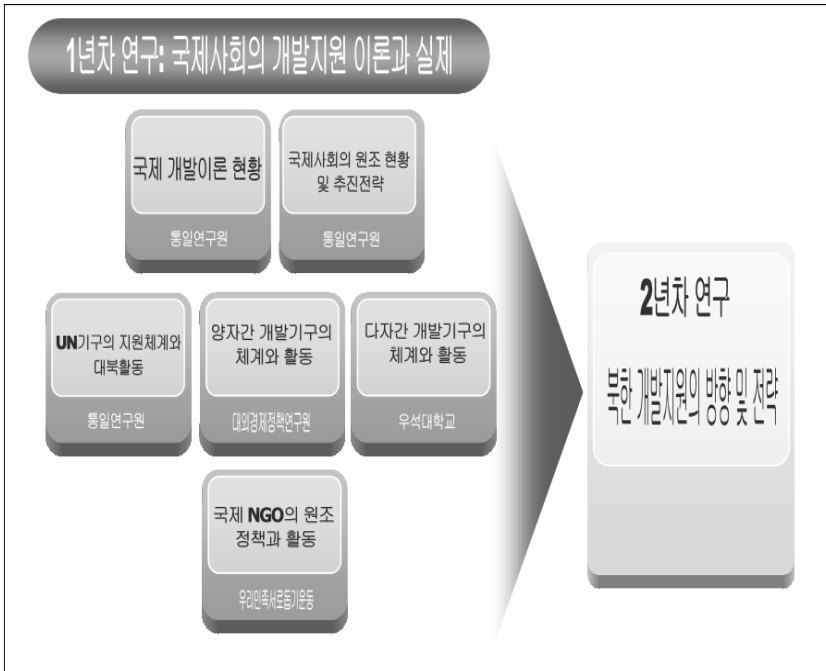 1년차 연구: 국제사회의 개발지원 이론과 실제
국제 개발이론 현황
통일연구원
국제사회의 원조 현황
및 추진전략
통일연구원
UN기구의 지원체계와
대북활동
통일연구원
양자간 개발기구의
체계와 활동
대외경제정책연구원
다자간 개발기구의
체계와 활동
우석대학교
국제 NGO의 원조
정책과 활동
우리민족서로돕기운동
2년차 연구
북한 개발지원의 방향 및 전략